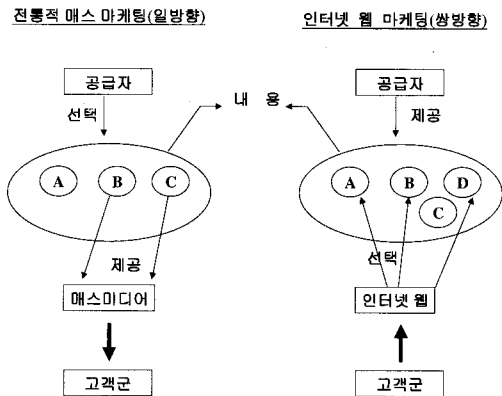 전통적 매스 마케팅(일방향)
인터넷 웹 마케팅(쌍방향)
공급자
선택
내 용
A
B
C
제공
매스미디어
고객군
공급자
제공
A
B
D
C
선택
인터넷 웹
고객군